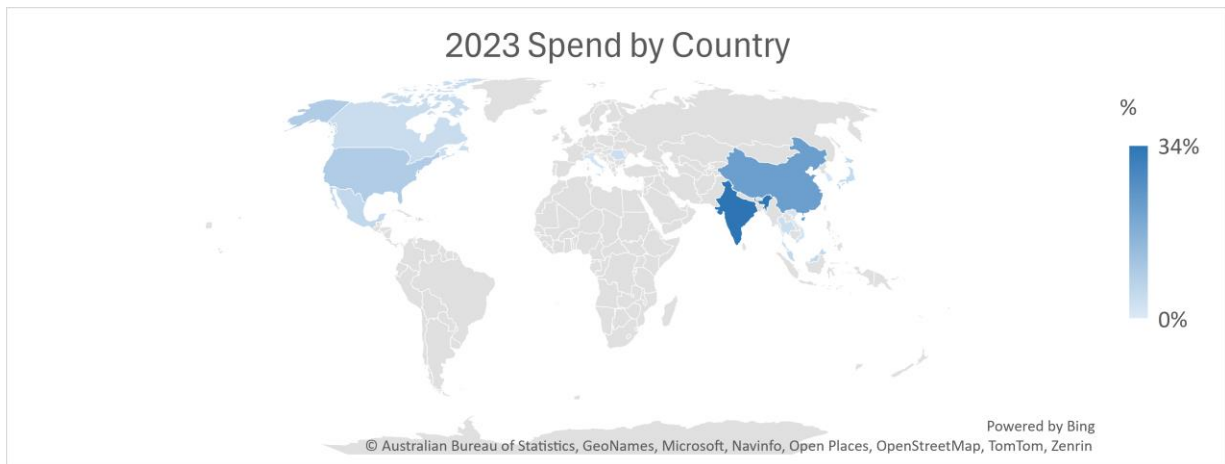 2023 Spend by Country
%
34%
0%
Powered by Bing
© Australian Bureau of Statistics, GeoNames, Microsoft, Navinfo, Open Places, OpenStreetMap, TomTom, Zenrin